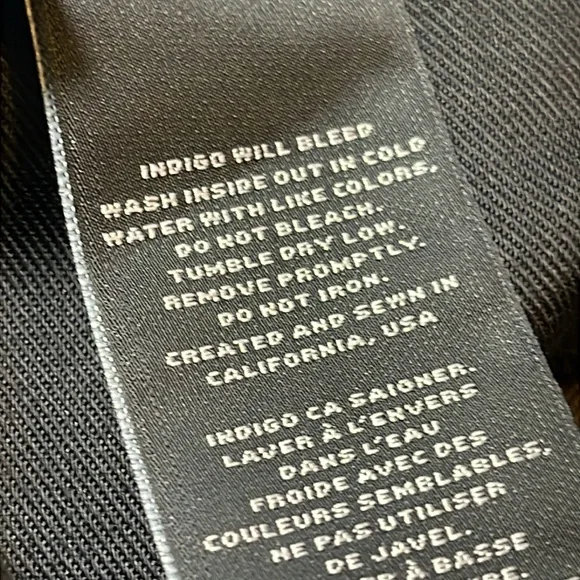 INDIGO WILL BLEED
WASH INSIDE OUT IN COLD
WATER WITH LIKE COLORS.
DO NOT BLEACH.
TUMBLE DRY LOW.
REMOVE PROMPTLY.
DO NOT IRON.
CREATED AND SEWN IN
CALIFORNIA, USA
INDIGO CA SAIGNER.
LAVER À L'ENVERS
DANS L'EAU
FROIDE AVEC DES
COULEURS SEMBLABLES.
NE PAS UTILISER
DE JAVEL.
À BASSE